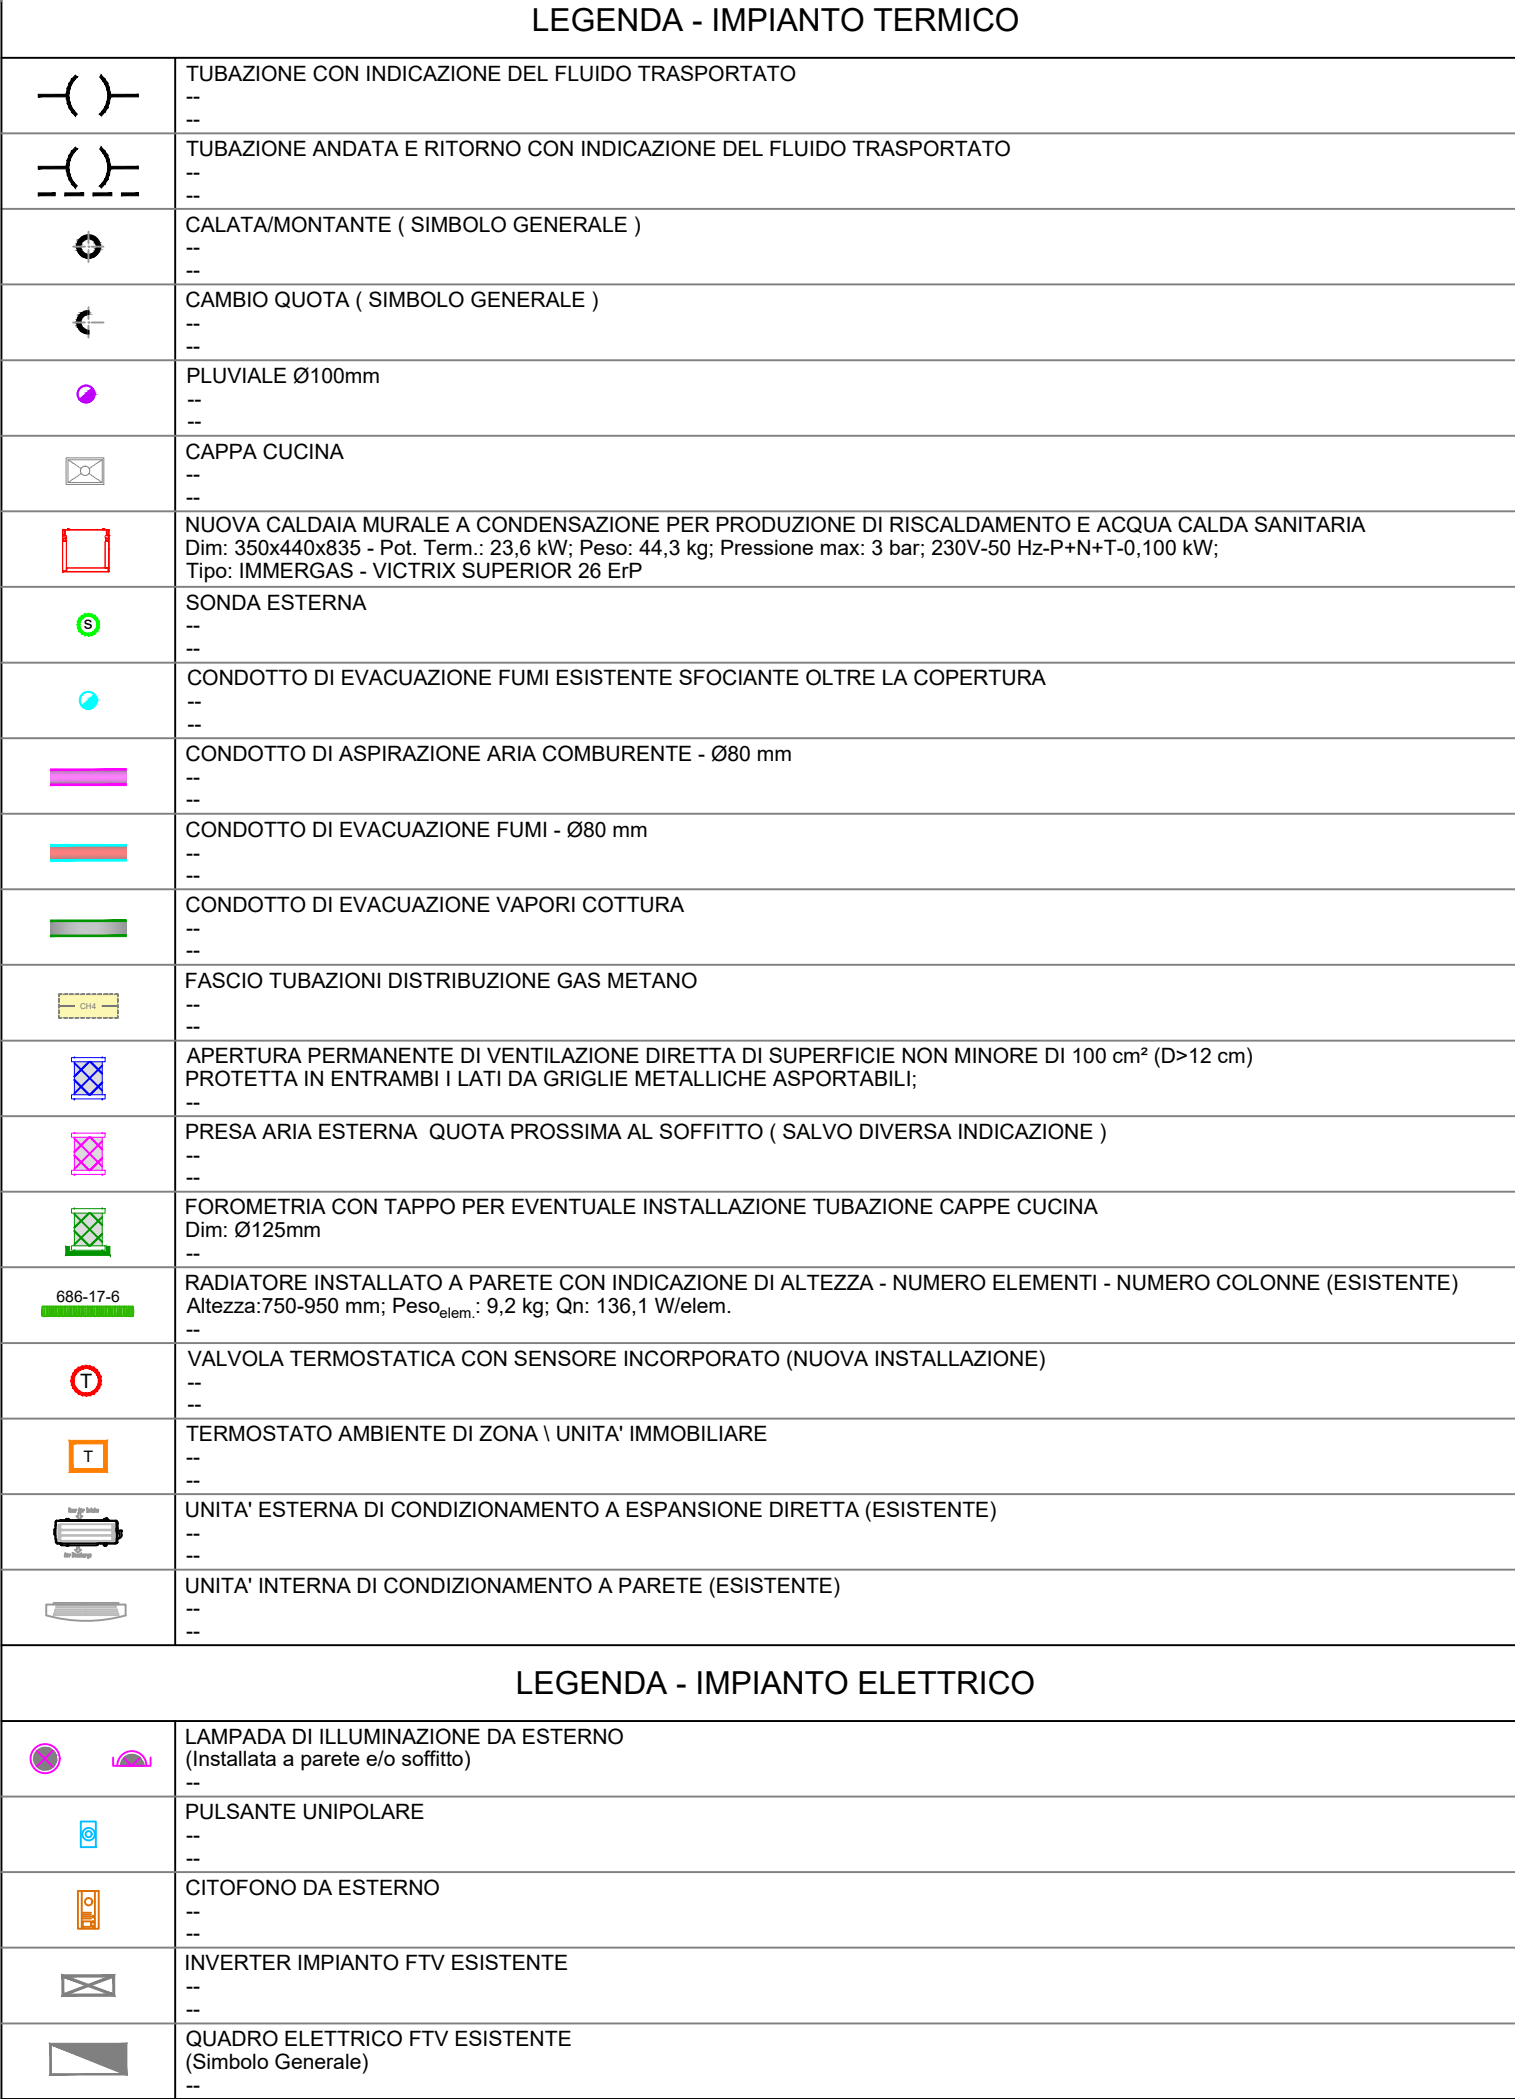 LEGENDA - IMPIANTO TERMICO
TUBAZIONE CON INDICAZIONE DEL FLUIDO TRASPORTATO
--
--
TUBAZIONE ANDATA E RITORNO CON INDICAZIONE DEL FLUIDO TRASPORTATO
--
--
CALATA/MONTANTE ( SIMBOLO GENERALE )
--
--
CAMBIO QUOTA ( SIMBOLO GENERALE )
--
--
PLUVIALE Ø100mm
--
--
CAPPA CUCINA
--
--
NUOVA CALDAIA MURALE A CONDENSAZIONE PER PRODUZIONE DI RISCALDAMENTO E ACQUA CALDA SANITARIA
Dim: 350x440x835 - Pot. Term.: 23,6 kW; Peso: 44,3 kg; Pressione max: 3 bar; 230V-50 Hz-P+N+T-0,100 kW;
Tipo: IMMERGAS - VICTRIX SUPERIOR 26 ErP
S
SONDA ESTERNA
--
--
CONDOTTO DI EVACUAZIONE FUMI ESISTENTE SFOCIANTE OLTRE LA COPERTURA
--
--
CONDOTTO DI ASPIRAZIONE ARIA COMBURENTE - Ø80 mm
--
--
CONDOTTO DI EVACUAZIONE FUMI - Ø80 mm
--
--
CONDOTTO DI EVACUAZIONE VAPORI COTTURA
--
--
CH4
FASCIO TUBAZIONI DISTRIBUZIONE GAS METANO
--
--
APERTURA PERMANENTE DI VENTILAZIONE DIRETTA DI SUPERFICIE NON MINORE DI 100 cm² (D>12 cm)
PROTETTA IN ENTRAMBI I LATI DA GRIGLIE METALLICHE ASPORTABILI;
--
PRESA ARIA ESTERNA  QUOTA PROSSIMA AL SOFFITTO ( SALVO DIVERSA INDICAZIONE )
--
--
FOROMETRIA CON TAPPO PER EVENTUALE INSTALLAZIONE TUBAZIONE CAPPE CUCINA
Dim: Ø125mm
--
686-17-6
RADIATORE INSTALLATO A PARETE CON INDICAZIONE DI ALTEZZA - NUMERO ELEMENTI - NUMERO COLONNE (ESISTENTE)
Altezza:750-950 mm; Peso elem.: 9,2 kg; Qn: 136,1 W/elem.
--
T
VALVOLA TERMOSTATICA CON SENSORE INCORPORATO (NUOVA INSTALLAZIONE)
--
--
T
TERMOSTATO AMBIENTE DI ZONA \ UNITA' IMMOBILIARE
--
--
UNITA' ESTERNA DI CONDIZIONAMENTO A ESPANSIONE DIRETTA (ESISTENTE)
--
--
UNITA' INTERNA DI CONDIZIONAMENTO A PARETE (ESISTENTE)
--
--
LEGENDA - IMPIANTO ELETTRICO
LAMPADA DI ILLUMINAZIONE DA ESTERNO
(Installata a parete e/o soffitto)
--
PULSANTE UNIPOLARE
--
--
CITOFONO DA ESTERNO
--
--
INVERTER IMPIANTO FTV ESISTENTE
--
--
QUADRO ELETTRICO FTV ESISTENTE
(Simbolo Generale)
--